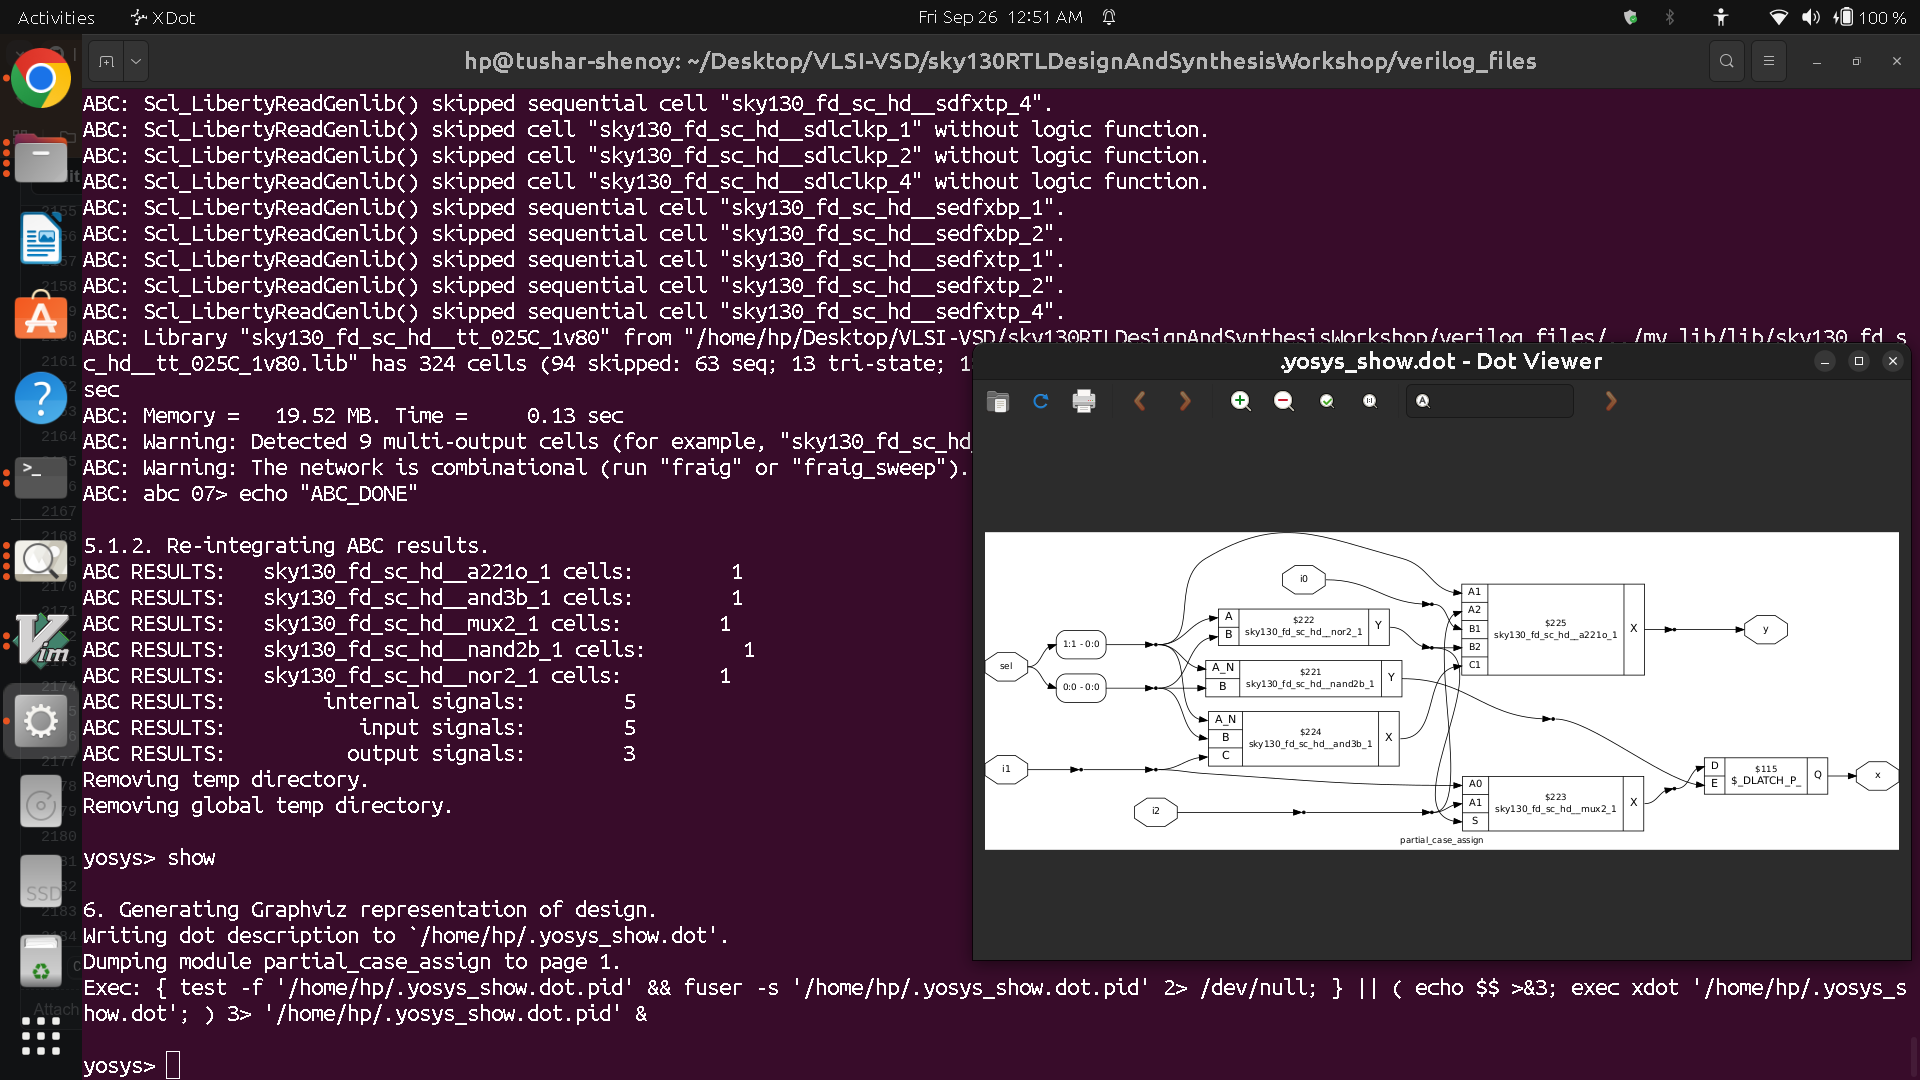 Activities
XDot
Fri Sep 26 12:51 AM
100 %
hp@tushar-shenoy: ~/Desktop/VLSI-VSD/sky130RTLDesignAndSynthesisWorkshop/verilog_files
ABC: Scl_LibertyReadGenlib() skipped sequential cell "sky130_fd_sc_hd__sdfxtp_4".
ABC: Scl_LibertyReadGenlib() skipped cell "sky130_fd_sc_hd__sdlclkp_1" without logic function.
ABC: Scl_LibertyReadGenlib() skipped cell "sky130_fd_sc_hd__sdlclkp_2" without logic function.
ABC: Scl_LibertyReadGenlib() skipped cell "sky130_fd_sc_hd__sdlclkp_4" without logic function.
ABC: Scl_LibertyReadGenlib() skipped sequential cell "sky130_fd_sc_hd__sedfxbp_1".
ABC: Scl_LibertyReadGenlib() skipped sequential cell "sky130_fd_sc_hd__sedfxbp_2".
ABC: Scl_LibertyReadGenlib() skipped sequential cell "sky130_fd_sc_hd__sedfxtp_1".
ABC: Scl_LibertyReadGenlib() skipped sequential cell "sky130_fd_sc_hd__sedfxtp_2".
ABC: Scl_LibertyReadGenlib() skipped sequential cell "sky130_fd_sc_hd__sedfxtp_4".
ABC: Library "sky130_fd_sc_hd__tt_025C_1v80" from "/home/hp/Desktop/VLSI-VSD/sky130RTLDesignAndSynthesisWorkshop/verilog_files/../my_lib/lib/sky130_fd_s
c_hd__tt_025C_1v80.lib" has 324 cells (94 skipped: 63 seq; 13 tri-state;
sec
ABC: Memory = 19.52 MB. Time = 0.13 sec
ABC: Warning: Detected 9 multi-output cells (for example, "sky130_fd_sc_hd_
ABC: Warning: The network is combinational (run "fraig" or "fraig_sweep").
ABC: abc 07> echo "ABC_DONE"
5.1.2. Re-integrating ABC results.
ABC RESULTS: sky130_fd_sc_hd__a221o_1 cells: 1
ABC RESULTS: sky130_fd_sc_hd__and3b_1 cells: 1
ABC RESULTS: sky130_fd_sc_hd__mux2_1 cells: 1
ABC RESULTS: sky130_fd_sc_hd__nand2b_1 cells: 1
ABC RESULTS: sky130_fd_sc_hd__nor2_1 cells: 1
ABC RESULTS: internal signals: 5
ABC RESULTS: input signals: 5
ABC RESULTS: output signals: 3
Removing temp directory.
Removing global temp directory.
yosys> show
6. Generating Graphviz representation of design.
Writing dot description to `/home/hp/.yosys_show.dot'.
Dumping module partial_case_assign to page 1.
Exec: { test -f '/home/hp/.yosys_show.dot.pid' && fuser -s '/home/hp/.yosys_show.dot.pid' 2> /dev/null; } || ( echo $$ >&3; exec xdot '/home/hp/.yosys_s
how.dot'; ) 3> '/home/hp/.yosys_show.dot.pid' &
yosys>
.yosys_show.dot - Dot Viewer
i0
A1
A2
B1
B2
C1
$225
sky130_fd_sc_hd__a221o_1
X
y
A
B
$222
sky130_fd_sc_hd__nor2_1
Y
sel
1:1 - 0:0
0:0 - 0:0
A_N
B
$221
sky130_fd_sc_hd__nand2b_1
Y
A_N
B
C
$224
sky130_fd_sc_hd__and3b_1
X
i1
i2
A0
A1
S
$223
sky130_fd_sc_hd__mux2_1
X
D
E
$115
$_DLATCH_P_
Q
x
partial_case_assign
SSD
Attach